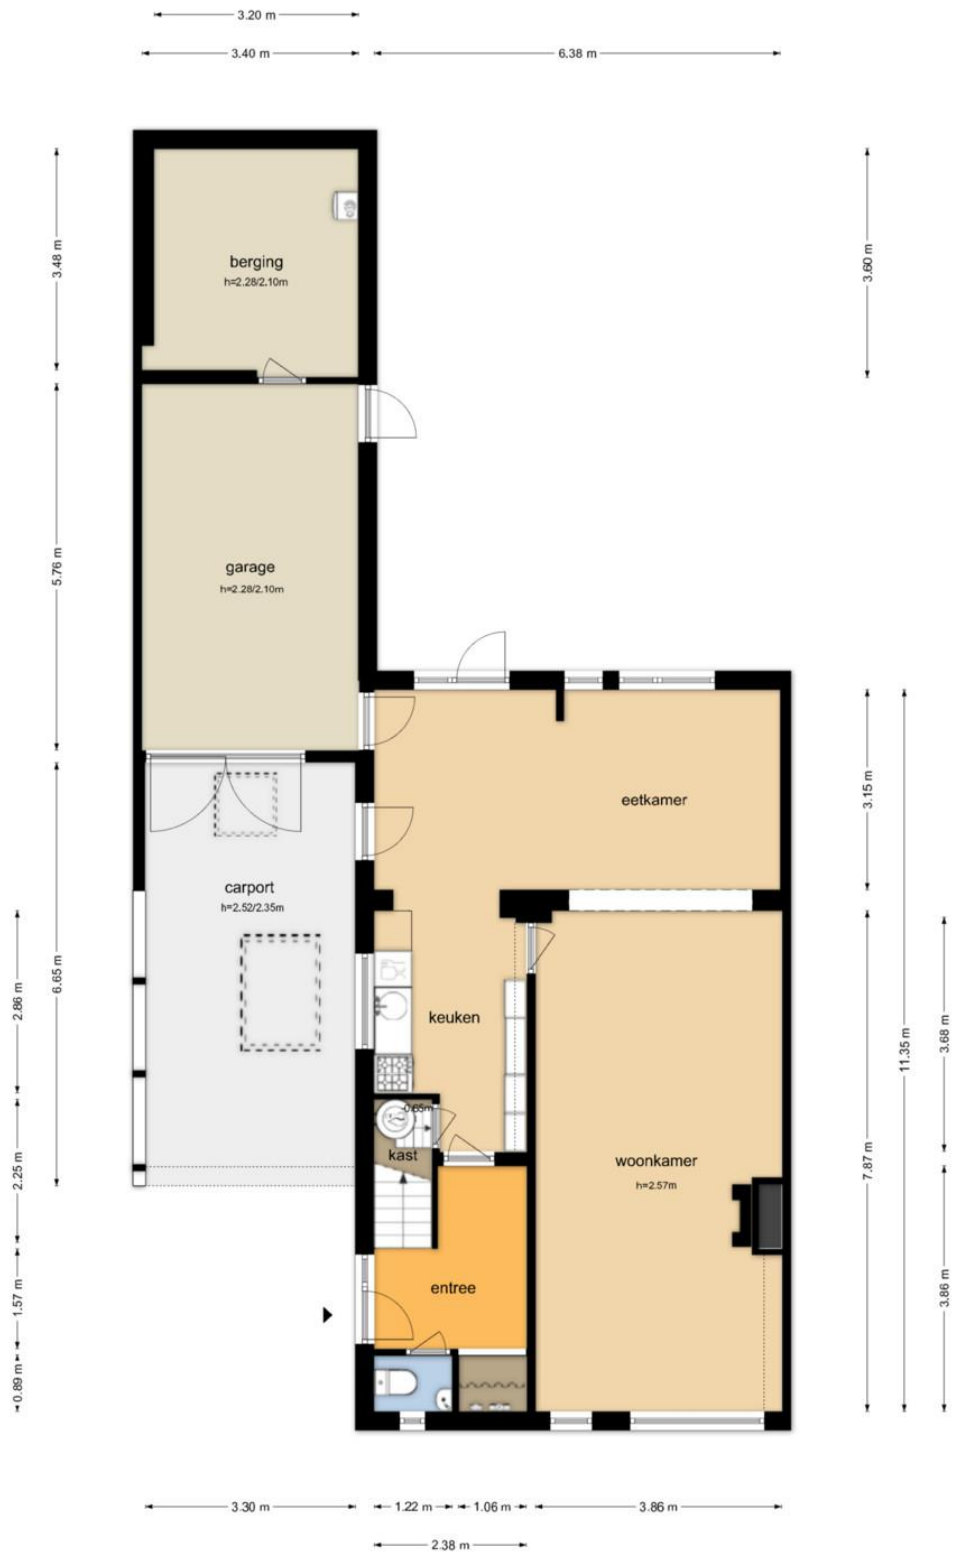 3.20 m
3.40 m
6.38 m
3.48 m
3.60 m
berging
h=2.28/2.10m
5.76 m
garage
h=2.28/2.10m
3.15 m
eetkamer
carport
h=2.52/2.35m
6.65 m
2.86 m
keuken
11.35 m
3.68 m
-0.65m
kast
woonkamer
h=2.57m
7.87 m
2.25 m
entree
1.57 m
3.86 m
0.89 m
3.30 m
1.22 m
1.06 m
3.86 m
2.38 m